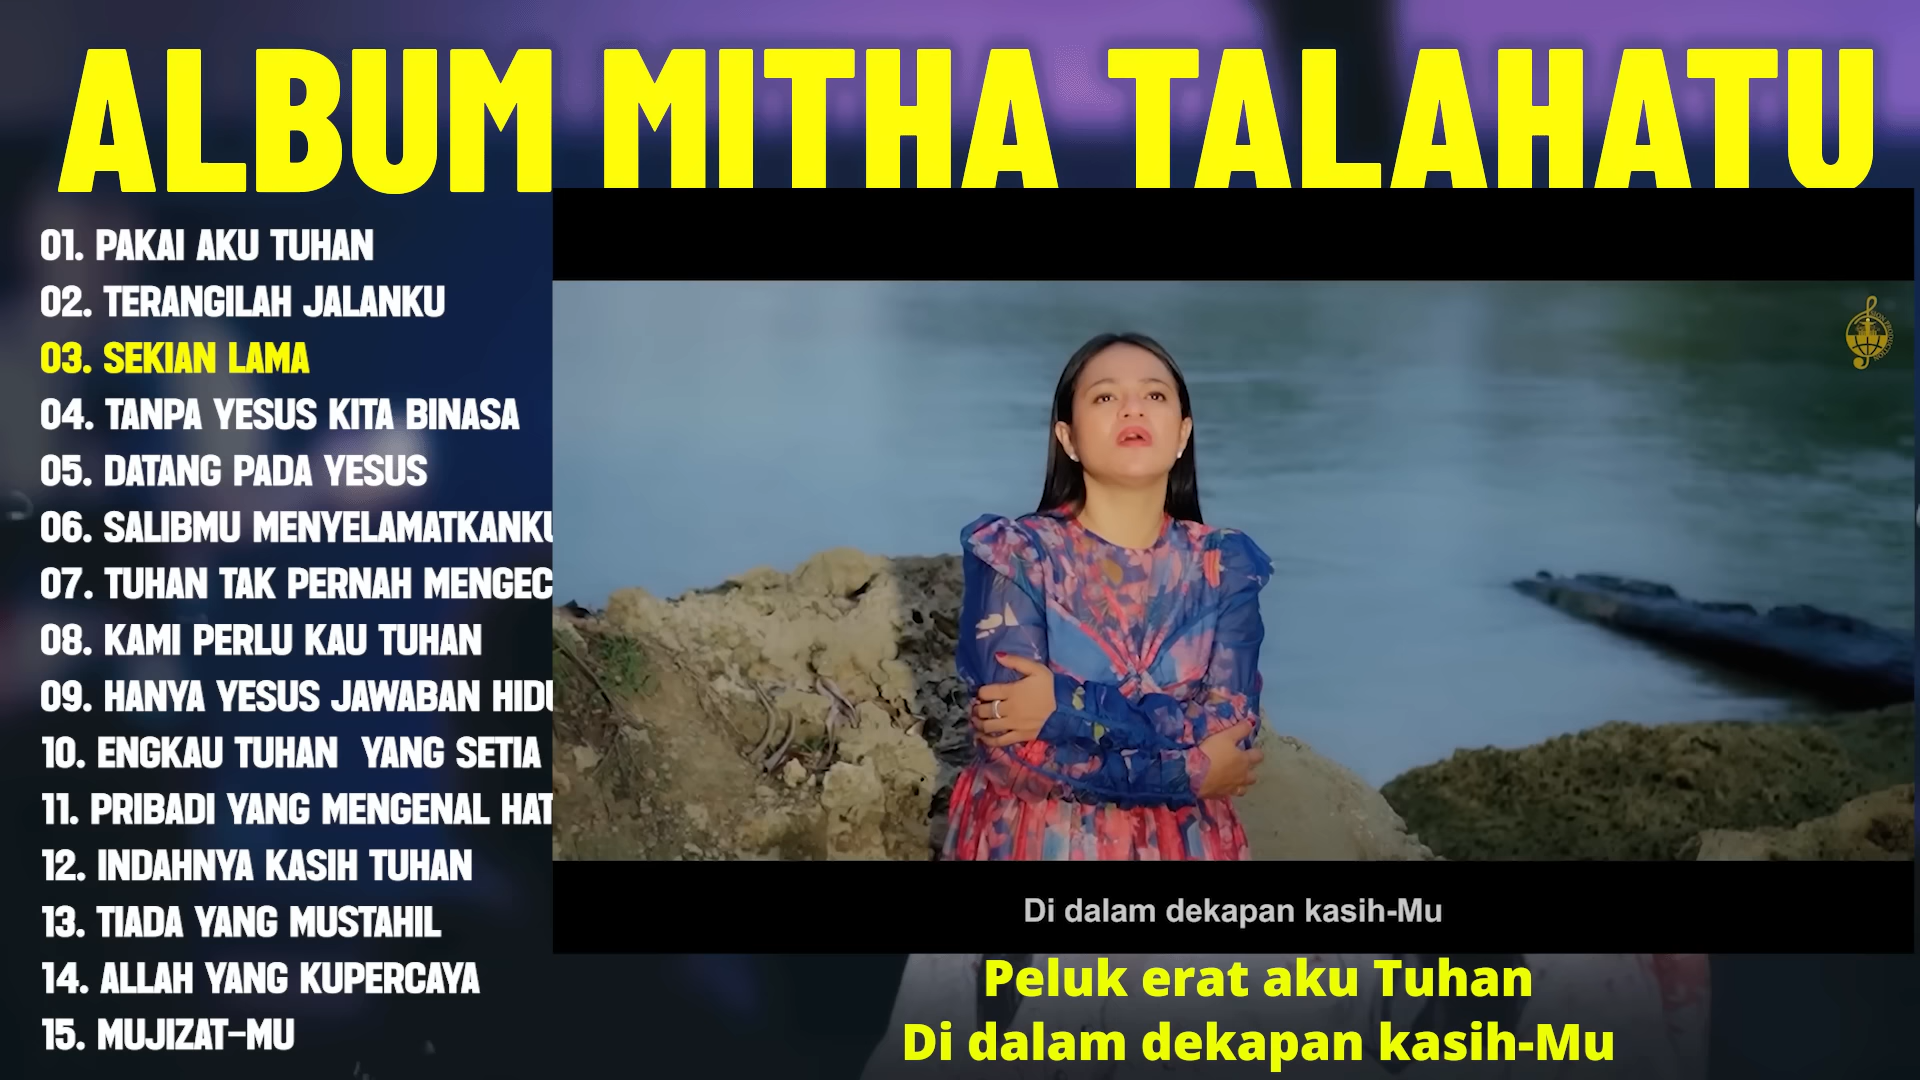 ALBUM MITHA TALAHATU
01. PAKAI AKU TUHAN
02. TERANGILAH JALANKU
03. SEKIAN LAMA
04. TANPA YESUS KITA BINASA
05. DATANG PADA YESUS
06. SALIBMU MENYELAMATKANKU
07. TUHAN TAK PERNAH MENGEC
08. KAMI PERLU KAU TUHAN
09. HANYA YESUS JAWABAN HIDU
10. ENGKAU TUHAN YANG SETIA
11. PRIBADI YANG MENGENAL HAT
12. INDAHNYA KASIH TUHAN
13. TIADA YANG MUSTAHIL
14. ALLAH YANG KUPERCAYA
15. MUJIZAT-MU
Di dalam dekapan kasih-Mu
Peluk erat aku Tuhan
Di dalam dekapan kasih-Mu